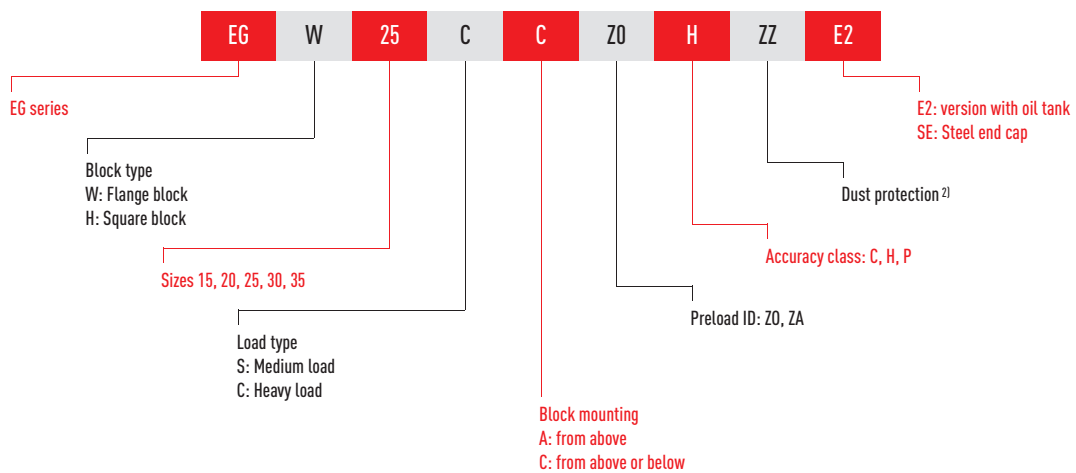 EG W 25 C C Z0 H ZZ E2
EG series
E2: version with oil tank
SE: Steel end cap
Block type
W: Flange block
H: Square block
Dust protection 2)
Sizes 15, 20, 25, 30, 35
Accuracy class: C, H, P
Load type
S: Medium load
C: Heavy load
Preload ID: Z0, ZA
Block mounting
A: from above
C: from above or below